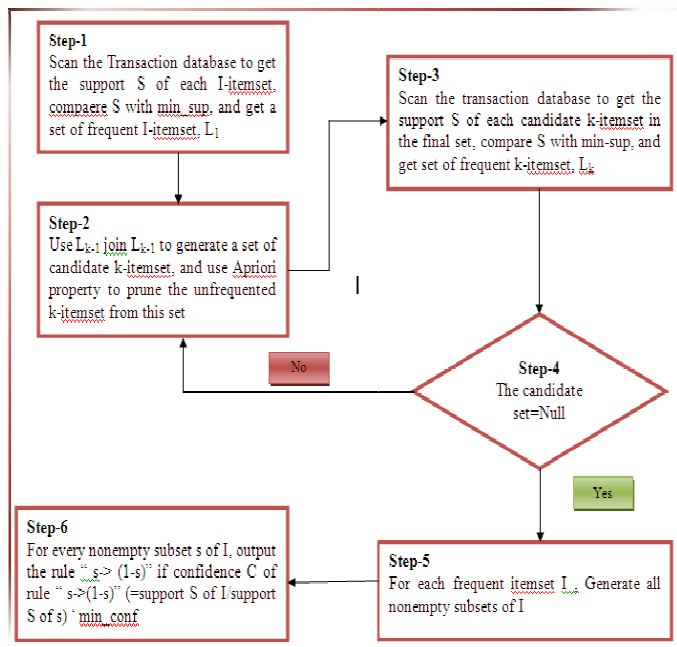 Step-1
Scan the Transaction database to get
the support S of each I-itemset,
compaere S with min_sup, and get a
set of frequent I-itemset, L1
Step-2
Use Lk-1 join Lk-1 to generate a set of
candidate k-itemset, and use Apriori
property to prune the unfrequented
k-itemset from this set
Step-3
Scan the transaction database to get the
support S of each candidate k-itemset in
the final set, compare S with min-sup, and
get set of frequent k-itemset, Lk
Step-4
The candidate
set=Null
No
Yes
Step-5
For each frequent itemset I , Generate all
nonempty subsets of I
Step-6
For every nonempty subset s of I, output
the rule “ s-> (1-s)” if confidence C of
rule “ s->(1-s)” (=support S of I/support
S of s) ‘ min_conf